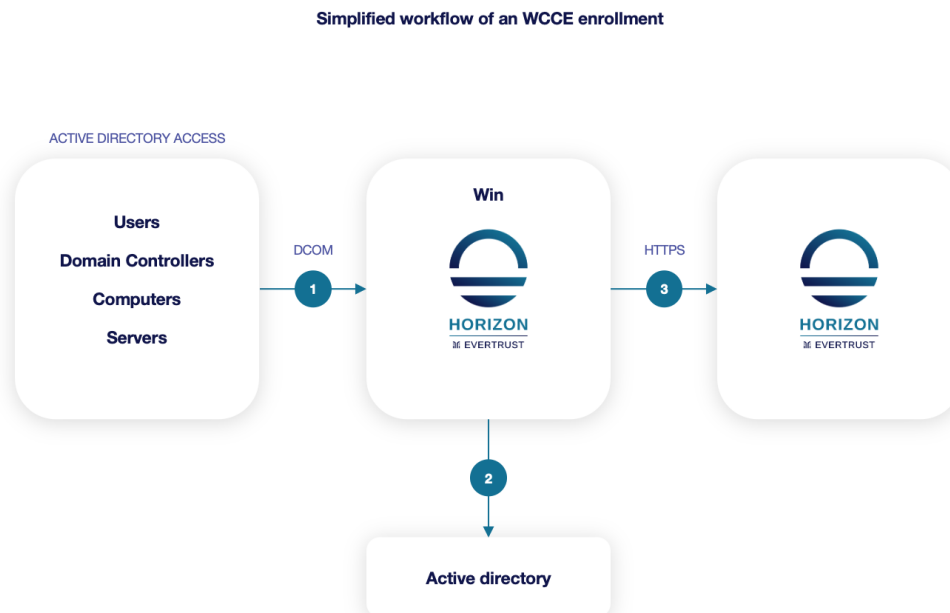 Simplified workflow of an WCCE enrollment
ACTIVE DIRECTORY ACCESS
Users
Domain Controllers
Computers
Servers
DCOM
1
Win
HORIZON
EVERTRUST
HTTPS
3
HORIZON
EVERTRUST
2
Active directory